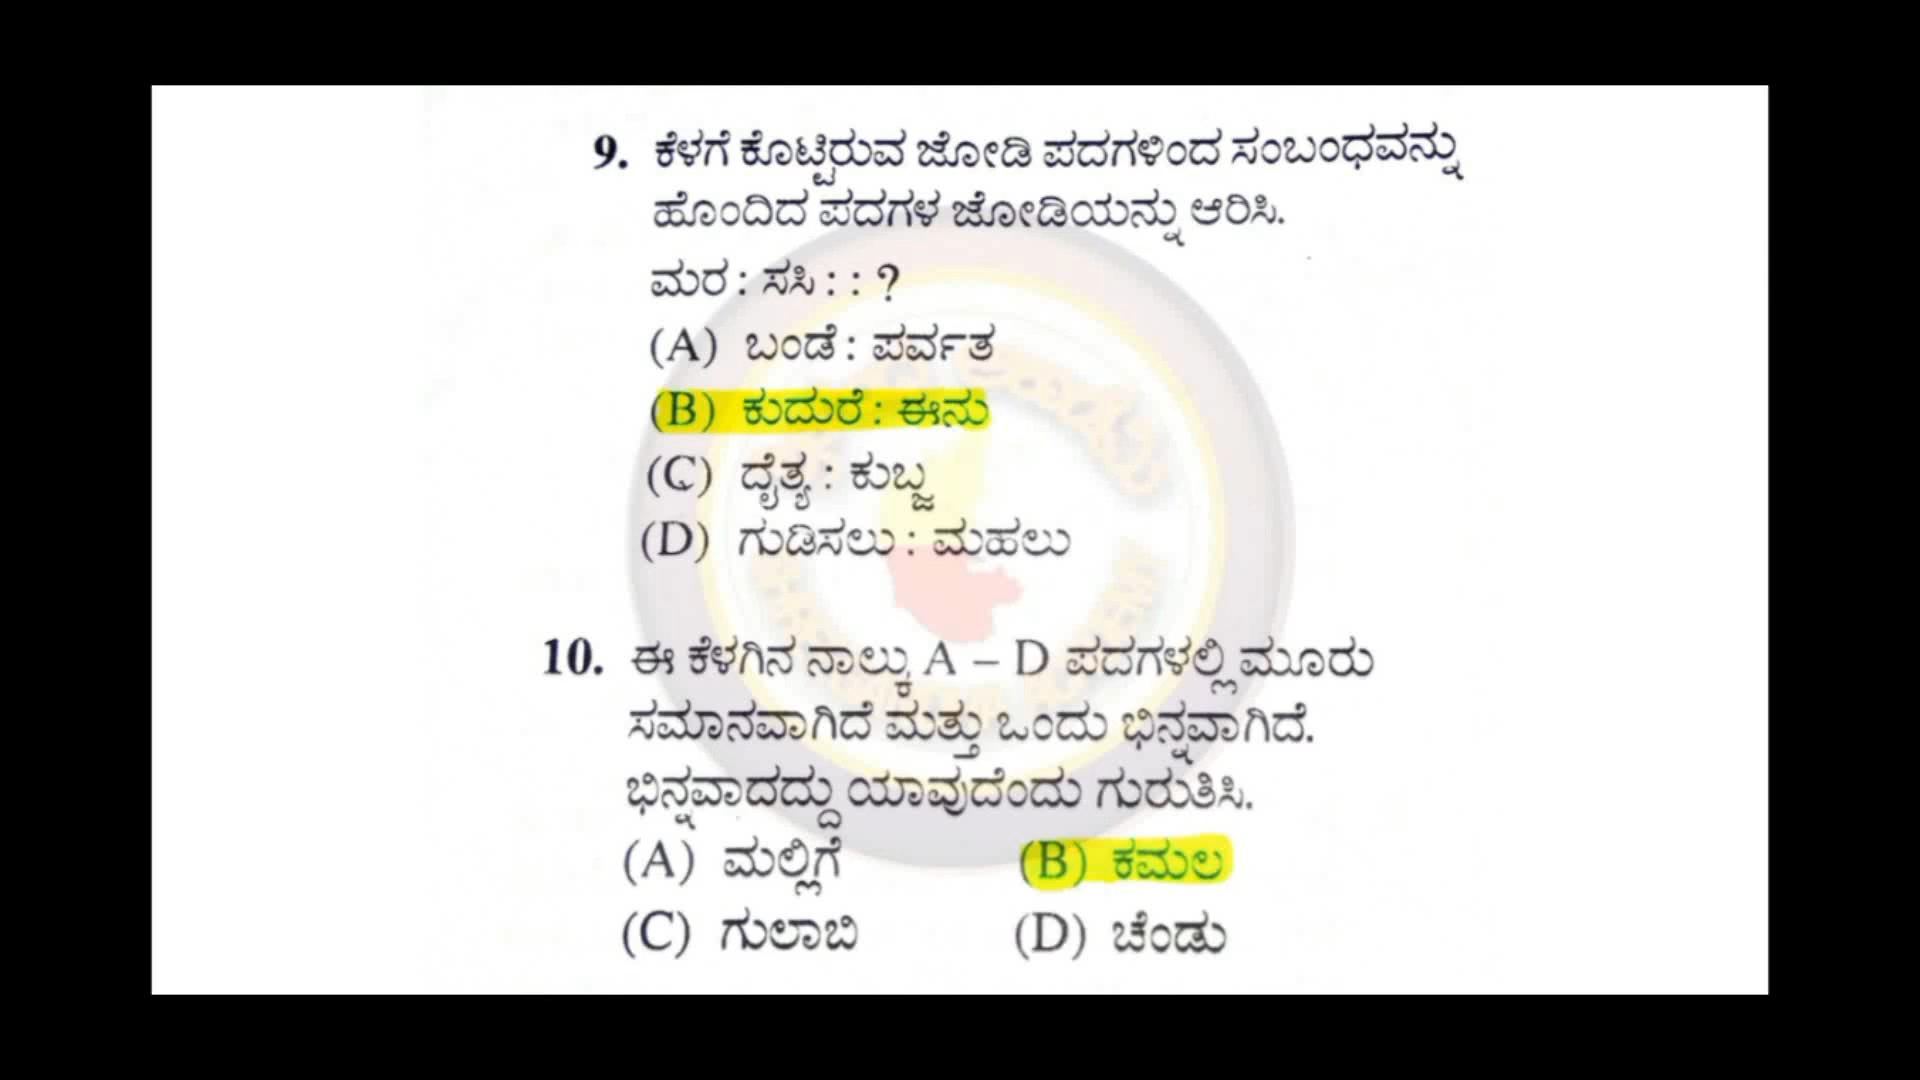 9. ಕೆಳಗೆ ಕೊಟ್ಟಿರುವ ಜೋಡಿ ಪದಗಳಿಂದ ಸಂಬಂಧವನ್ನು
ಹೊಂದಿದ ಪದಗಳ ಜೋಡಿಯನ್ನು ಆರಿಸಿ.
ಮರ : ಸಸಿ : : ?
(A) ಬಂಡೆ : ಪರ್ವತ
(B) ಕುದುರೆ : ಈನು
(C) ದೈತ್ಯ : ಕುಬ್ಜ
(D) ಗುಡಿಸಲು : ಮಹಲು
10. ಈ ಕೆಳಗಿನ ನಾಲ್ಕು A – D ಪದಗಳಲ್ಲಿ ಮೂರು
ಸಮಾನವಾಗಿದೆ ಮತ್ತು ಒಂದು ಭಿನ್ನವಾಗಿದೆ.
ಭಿನ್ನವಾದದ್ದು ಯಾವುದೆಂದು ಗುರುತಿಸಿ.
(A) ಮಲ್ಲಿಗೆ (B) ಕಮಲ
(C) ಗುಲಾಬಿ (D) ಚೆಂಡು